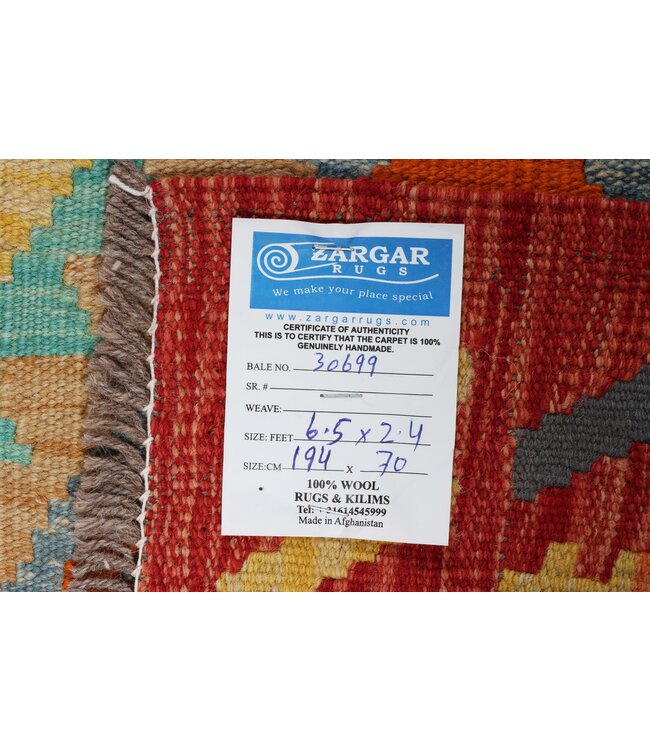 ZARGAR
RUGS
We make your place special
www.zargarrugs.com
CERTIFICATE OF AUTHENTICITY
THIS IS TO CERTIFY THAT THE CARPET IS 100%
GENUINELY HANDMADE.
BALE NO. 30699
SR. #
WEAVE:
SIZE: FEET 6.5 x 2.4
SIZE:CM 194 x 70
100% WOOL
RUGS & KILIMS
Tel: +31614545999
Made in Afghanistan